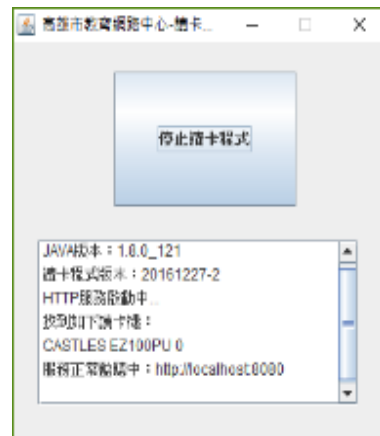 高雄市教育網路中心-讀卡...
停止讀卡程式
JAVA版本：1.8.0_121
讀卡程式版本：20161227-2
HTTP服務啟動中...
找到如下讀卡機：
CASTLES EZ100PU 0
服務正常聆聽中：http://localhost:8080